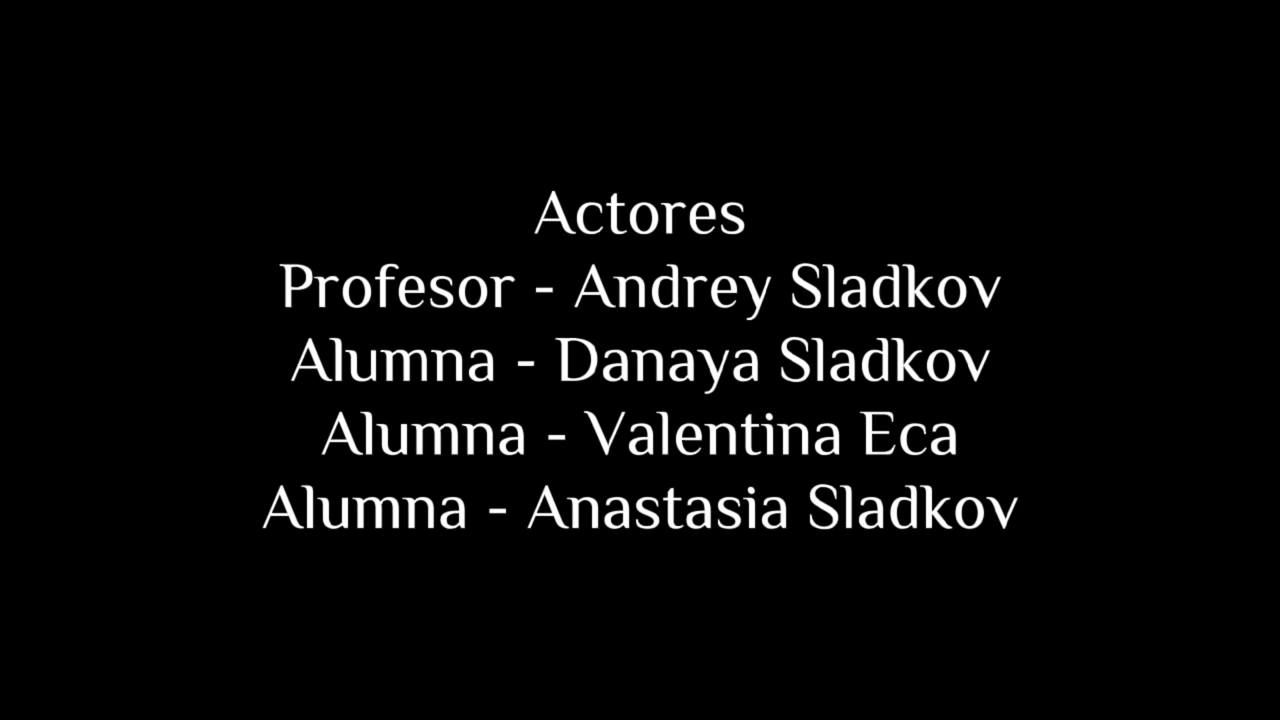 Actores
Profesor - Andrey Sladkov
Alumna - Danaya Sladkov
Alumna - Valentina Eca
Alumna - Anastasia Sladkov